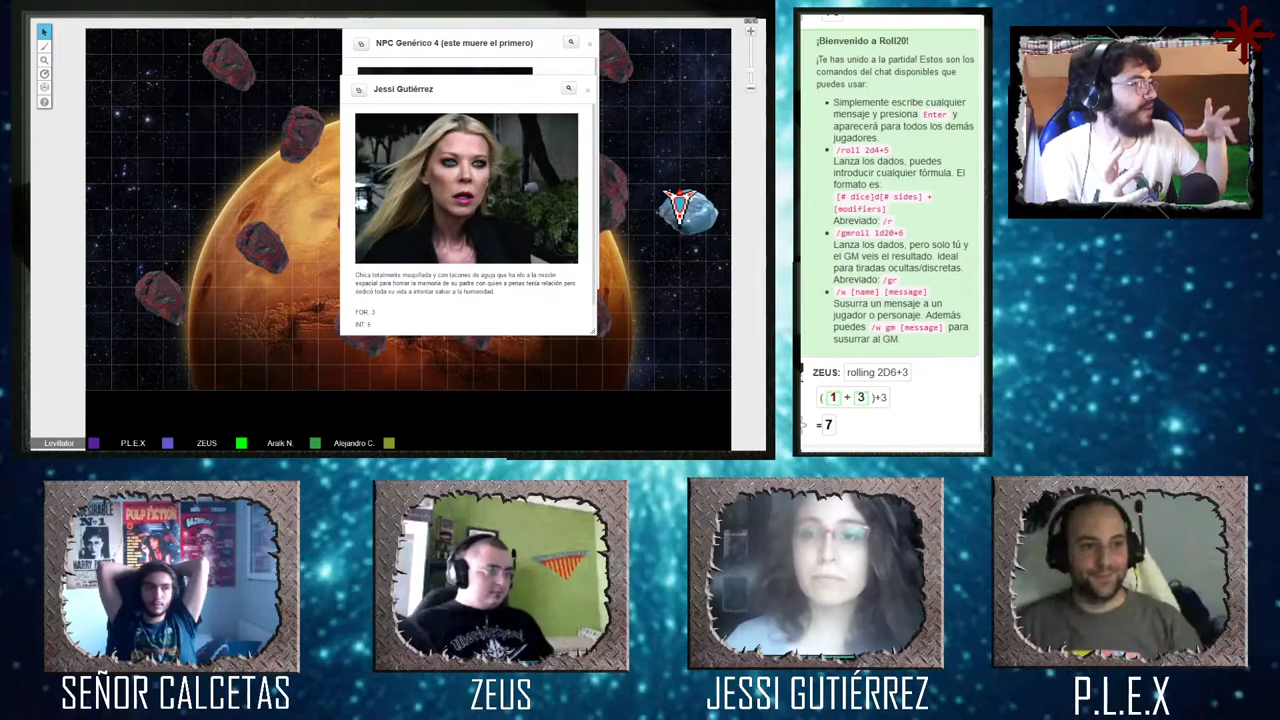 NPC Genérico 4 (este muere el primero)
Jessi Gutiérrez
Chica totalmente maquillada y con tacones de aguja que ha ido a la misión
espacial para honrar la memoria de su padre con quien a penas tenía relación pero
dedicó toda su vida a intentar salvar a la humanidad.
FOR: 3
INT: 5
Levillator
P.L.E.X
ZEUS
Araik N.
Alejandro C.
¡Bienvenido a Roll20!
¡Te has unido a la partida! Estos son los
comandos del chat disponibles que
puedes usar.
Simplemente escribe cualquier
mensaje y presiona Enter y
aparecerá para todos los demás
jugadores.
/roll 2d4+5
Lanza los dados, puedes
introducir cualquier fórmula. El
formato es:
[# dice]d[# sides] +
[modifiers]
Abreviado: /r
/gmroll 1d20+6
Lanza los dados, pero solo tú y
el GM veis el resultado. Ideal
para tiradas ocultas/discretas.
Abreviado: /gr
/w [name] [message]
Susurra un mensaje a un
jugador o personaje. Además
puedes /w gm [message] para
susurrar al GM.
ZEUS: rolling 2D6+3
(1+3)+3
=7
DESIRABLE
Nº1
HARRY POTTER
PULP FICTION
SEÑOR CALCETAS
ZEUS
JESSI GUTIÉRREZ
P.L.E.X